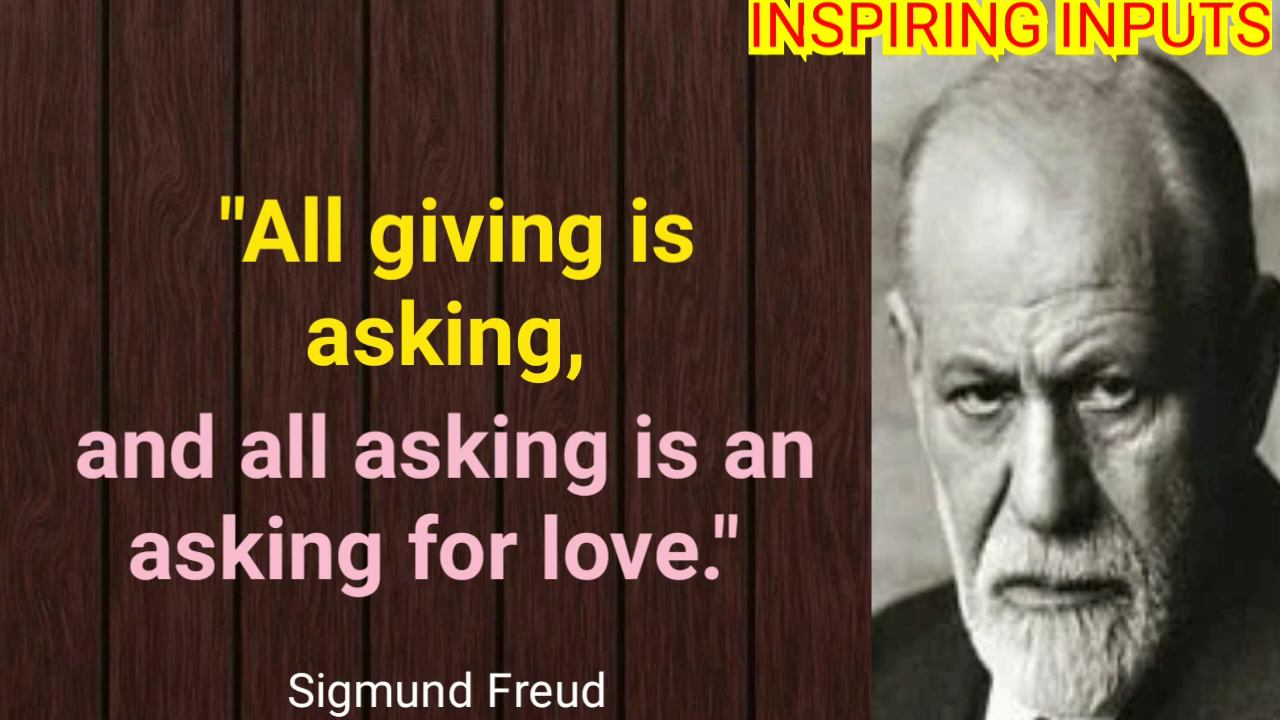 INSPIRING INPUTS
"All giving is
asking,
and all asking is an
asking for love."
Sigmund Freud